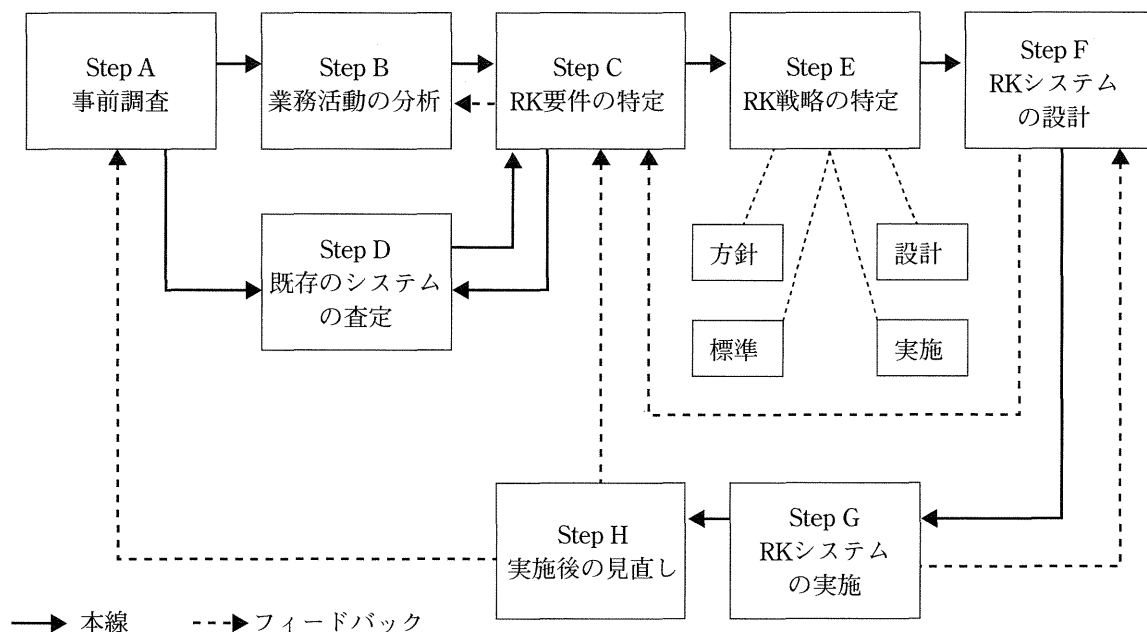 Step A
事前調査
Step B
業務活動の分析
Step C
RK要件の特定
Step E
RK戦略の特定
Step F
RKシステム
の設計
Step D
既存のシステム
の査定
方針
設計
標準
実施
Step H
実施後の見直し
Step G
RKシステム
の実施
本線
フィードバック